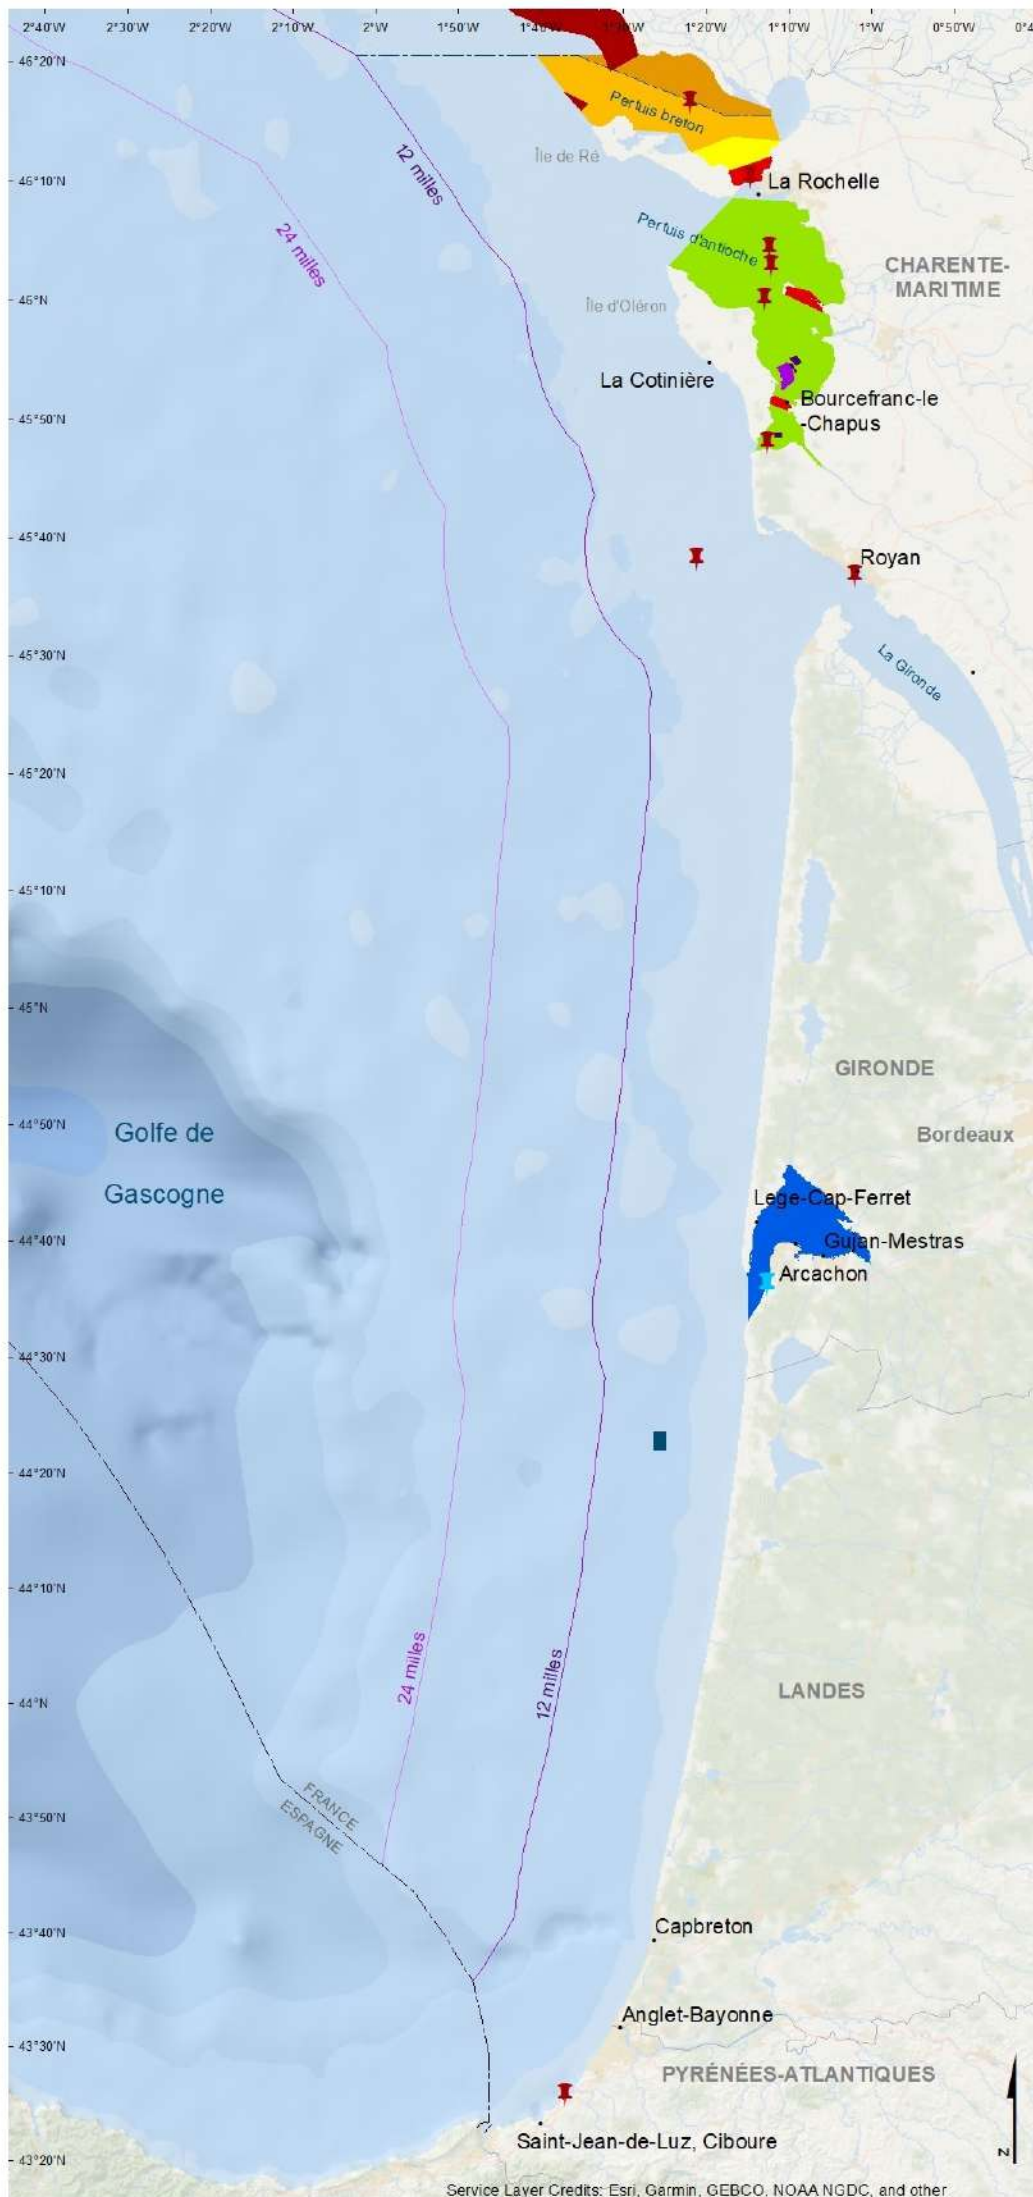 2°40'W 2°30'W 2°20'W 2°10'W 2°W 1°50'W 1°40'W 1°30'W 1°20'W 1°10'W 1°W 0°50'W 0°4
46°20'N
Pertuis breton
12 milles
Île de Ré
46°10'N
La Rochelle
24 milles
Pertuis d'antioche
CHARENTE-
MARITIME
46°N
Île d'Oléron
La Cotinière
Bourcefranc-le
-Chapus
45°50'N
45°40'N
Royan
45°30'N
La Gironde
45°20'N
45°10'N
45°N
GIRONDE
44°50'N
Golfe de
Gascogne
Bordeaux
Lege-Cap-Ferret
44°40'N
Gujan-Mestras
Arcachon
44°30'N
44°20'N
44°10'N
24 milles
12 milles
LANDES
44°N
FRANCE
ESPAGNE
43°50'N
43°40'N
Capbreton
Anglet-Bayonne
43°30'N
PYRÉNÉES-ATLANTIQUES
Saint-Jean-de-Luz, Ciboure
N
43°20'N
Service Layer Credits: Esri, Garmin, GEBCO, NOAA NGDC, and other